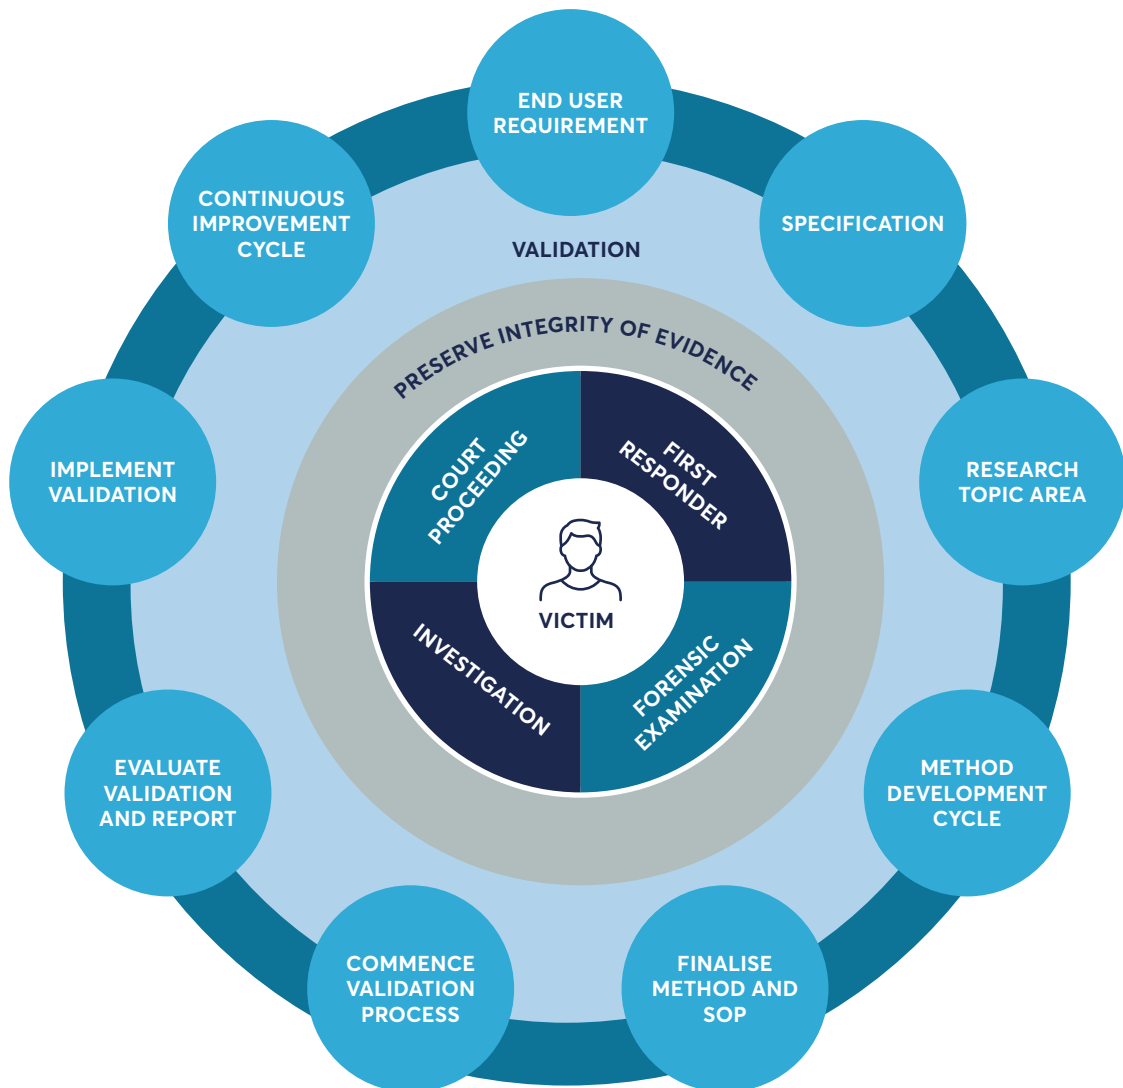 END USER
REQUIREMENT
SPECIFICATION
RESEARCH
TOPIC AREA
METHOD
DEVELOPMENT
CYCLE
FINALISE
METHOD AND
SOP
COMMENCE
VALIDATION
PROCESS
EVALUATE
VALIDATION
AND REPORT
IMPLEMENT
VALIDATION
CONTINUOUS
IMPROVEMENT
CYCLE
VALIDATION
PRESERVE INTEGRITY OF EVIDENCE
FIRST
RESPONDER
FORENSIC
EXAMINATION
INVESTIGATION
COURT
PROCEEDING
VICTIM